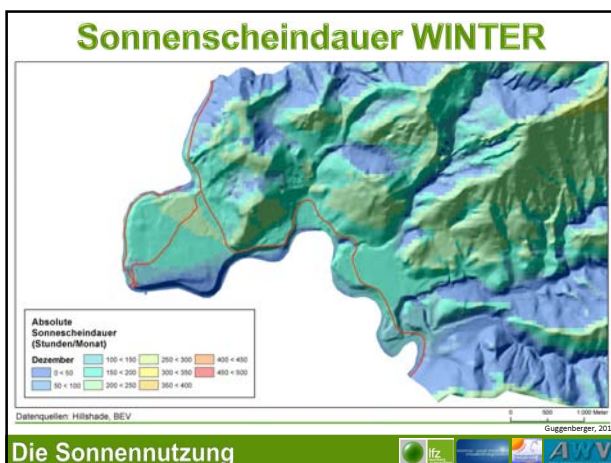 Sonnenscheindauer WINTER
Absolute
Sonnescheindauer
(Stunden/Monat)
Dezember
0 < 50
50 < 100
100 < 150
150 < 200
200 < 250
250 < 300
300 < 350
350 < 400
400 < 450
450 < 500
Datenquellen: Hillshade, BEV
0 500 1.000 Meter
Guggenberger, 201
Die Sonnennutzung
lfz
AWV